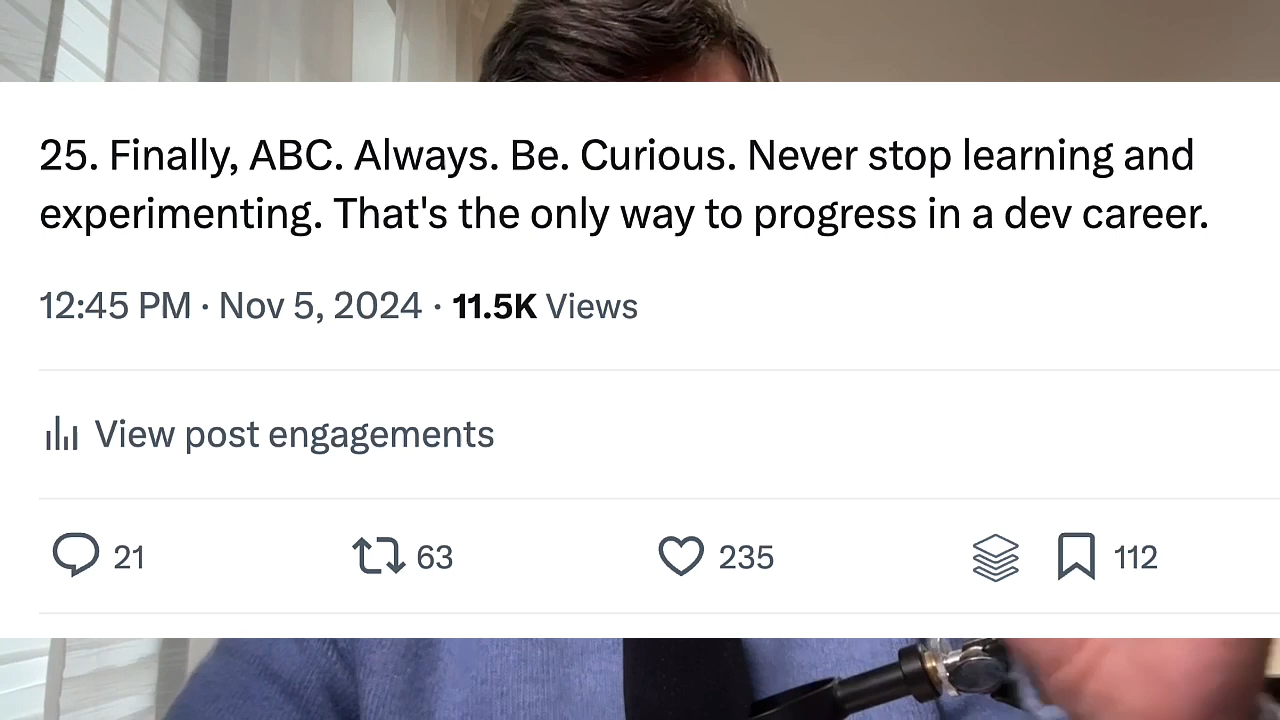 25. Finally, ABC. Always. Be. Curious. Never stop learning and
experimenting. That's the only way to progress in a dev career.
12:45 PM · Nov 5, 2024 · 11.5K Views
View post engagements
21 63 235 112